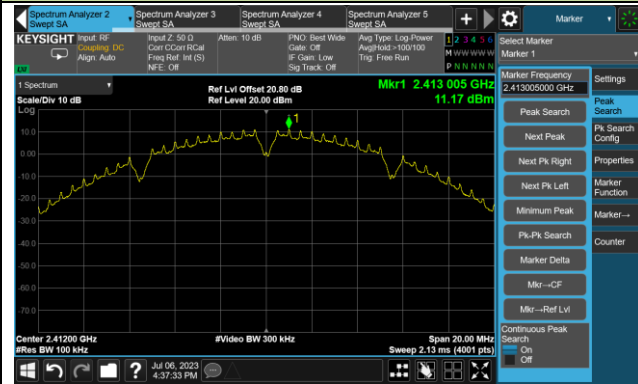 Spectrum Analyzer 2
Swept SA
Spectrum Analyzer 3
Swept SA
Spectrum Analyzer 4
Swept SA
Spectrum Analyzer 5
Swept SA
+
Marker
KEYSIGHT
Input: RF
Coupling: DC
Align: Auto
Input Z: 50 Ω
Corr CCorr RCal
Freq Ref: Int (S)
NFE: Off
Atten: 10 dB
PNO: Best Wide
Gate: Off
IF Gain: Low
Sig Track: Off
Avg Type: Log-Power
Avg|Hold:>100/100
Trig: Free Run
1 2 3 4 5 6
M W W W W W
P N N N N N
LXI
Select Marker
Marker 1
1 Spectrum
Scale/Div 10 dB
Log
Ref Lvl Offset 20.80 dB
Ref Level 20.00 dBm
Mkr1 2.413 005 GHz
11.17 dBm
1
10.0
0.00
-10.0
-20.0
-30.0
-40.0
-50.0
-60.0
-70.0
Center 2.41200 GHz
#Res BW 100 kHz
#Video BW 300 kHz
Span 20.00 MHz
Sweep 2.13 ms (4001 pts)
Marker Frequency
2.413005000 GHz
Peak Search
Next Peak
Next Pk Right
Next Pk Left
Minimum Peak
Pk-Pk Search
Marker Delta
Mkr→CF
Mkr→Ref Lvl
Continuous Peak
Search
On
Off
Settings
Peak
Search
Pk Search
Config
Properties
Marker
Function
Marker→
Counter
?
Jul 06, 2023
4:37:33 PM